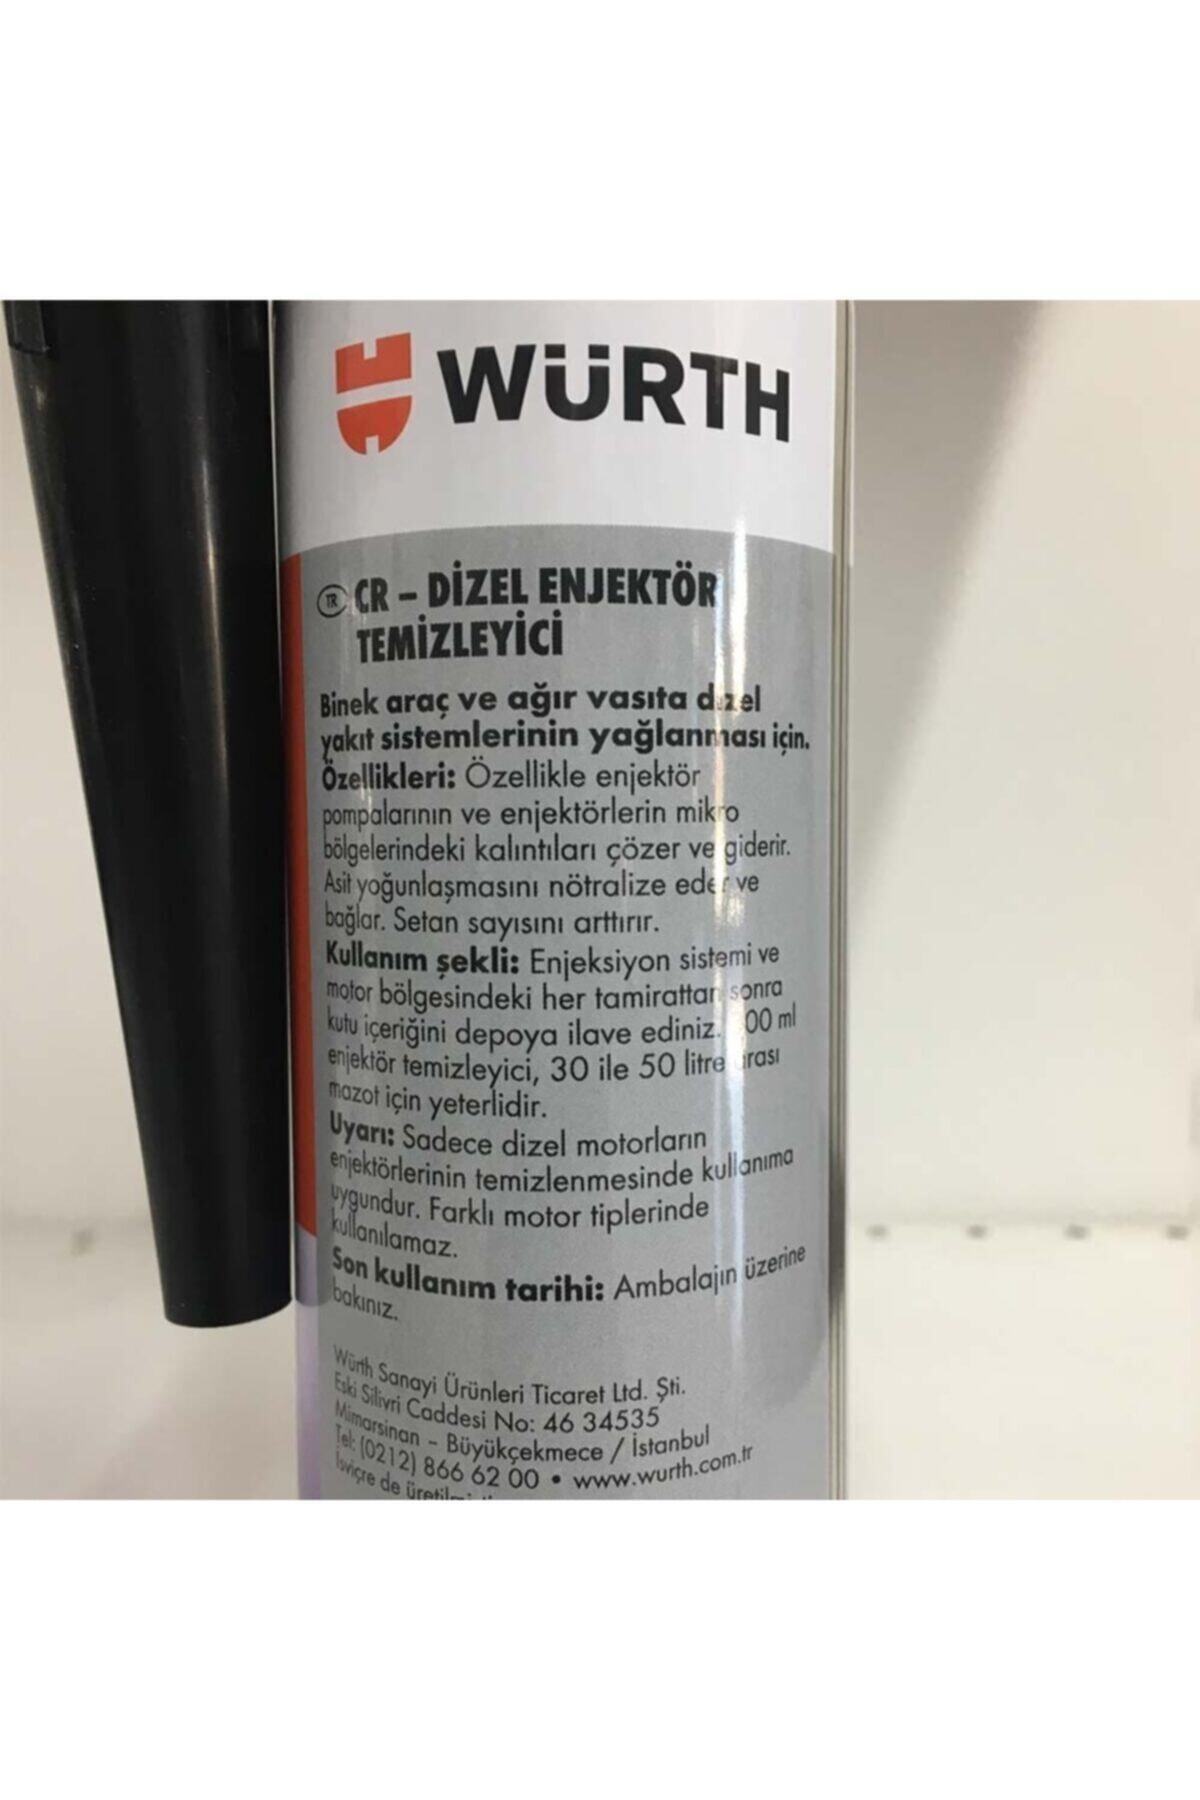 WÜRTH
TR CR – DİZEL ENJEKTÖR
TEMİZLEYİCİ
Binek araç ve ağır vasıta dizel
yakıt sistemlerinin yağlanması için.
Özellikleri: Özellikle enjektör
pompalarının ve enjektörlerin mikro
bölgelerindeki kalıntıları çözer ve giderir.
Asit yoğunlaşmasını nötralize eder ve
bağlar. Setan sayısını arttırır.
Kullanım şekli: Enjeksiyon sistemi ve
motor bölgesindeki her tamirattan sonra
kutu içeriğini depoya ilave ediniz. ml
enjektör temizleyici, 30 ile 50 litre arası
mazot için yeterlidir.
Uyarı: Sadece dizel motorların
enjektörlerinin temizlenmesinde kullanıma
uygundur. Farklı motor tiplerinde
kullanılamaz.
Son kullanım tarihi: Ambalajın üzerine
bakınız.
Würth Sanayi Ürünleri Ticaret Ltd. Şti.
Eski Silivri Caddesi No: 46 34535
Mimarsinan – Büyükçekmece / İstanbul
Tel: (0212) 866 62 00 • www.wurth.com.tr
İsviçre de